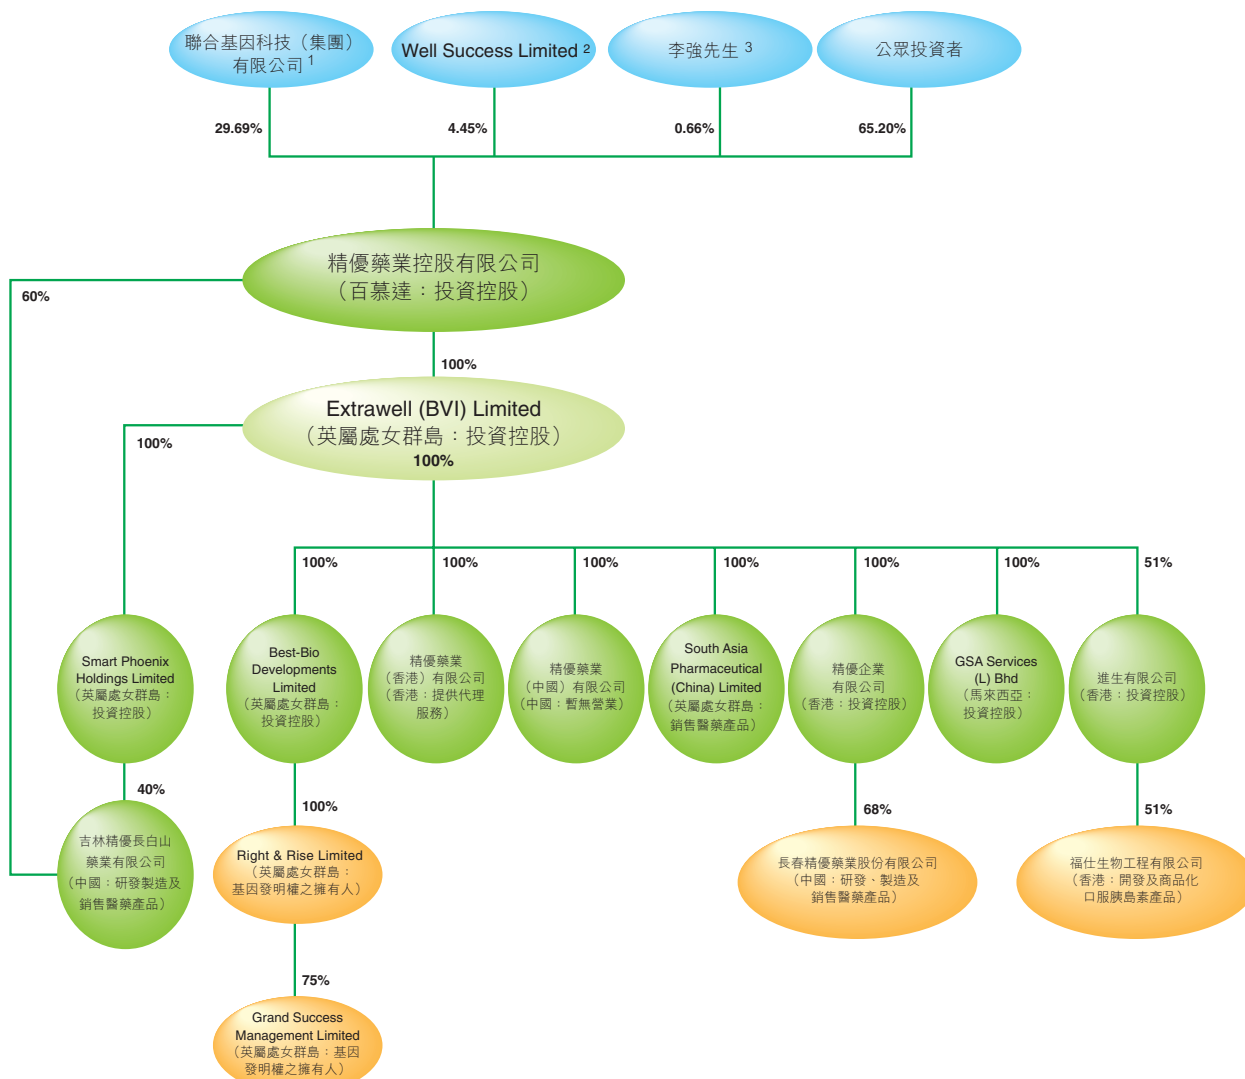 聯合基因科技（集團）
有限公司 1
Well Success Limited 2
李強先生 3
公眾投資者
29.69%
4.45%
0.66%
65.20%
精優藥業控股有限公司
（百慕達：投資控股）
60%
100%
Extrawell (BVI) Limited
（英屬處女群島：投資控股）
100%
100%
100%
100%
100%
100%
100%
100%
51%
Smart Phoenix
Holdings Limited
（英屬處女群島：
投資控股）
Best-Bio
Developments
Limited
（英屬處女群島：
投資控股）
精優藥業
（香港）有限公司
（香港：提供代理
服務）
精優藥業
（中國）有限公司
（中國：暫無營業）
South Asia
Pharmaceutical
(China) Limited
（英屬處女群島：
銷售醫藥產品）
精優企業
有限公司
（香港：投資控股）
GSA Services
(L) Bhd
（馬來西亞：
投資控股）
進生有限公司
（香港：投資控股）
40%
100%
68%
51%
吉林精優長白山
藥業有限公司
（中國：研發製造及
銷售醫藥產品）
Right & Rise Limited
（英屬處女群島：
基因發明權之擁有人）
長春精優藥業股份有限公司
（中國：研發、製造及
銷售醫藥產品）
福仕生物工程有限公司
（香港：開發及商品化
口服胰島素產品）
75%
Grand Success
Management Limited
（英屬處女群島：基因
發明權之擁有人）